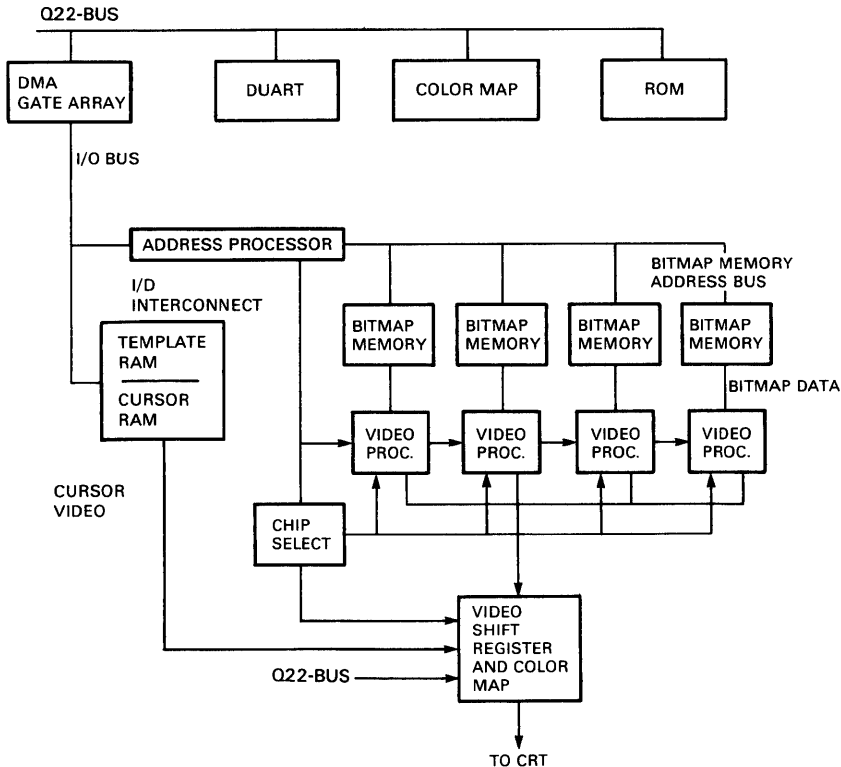 Q22-BUS
DMA
GATE ARRAY
DUART
COLOR MAP
ROM
I/O BUS
ADDRESS PROCESSOR
BITMAP MEMORY
ADDRESS BUS
I/D
INTERCONNECT
BITMAP
MEMORY
BITMAP
MEMORY
BITMAP
MEMORY
BITMAP
MEMORY
TEMPLATE
RAM
CURSOR
RAM
BITMAP DATA
VIDEO
PROC.
VIDEO
PROC.
VIDEO
PROC.
VIDEO
PROC.
CURSOR
VIDEO
CHIP
SELECT
VIDEO
SHIFT
REGISTER
AND COLOR
MAP
Q22-BUS
TO CRT